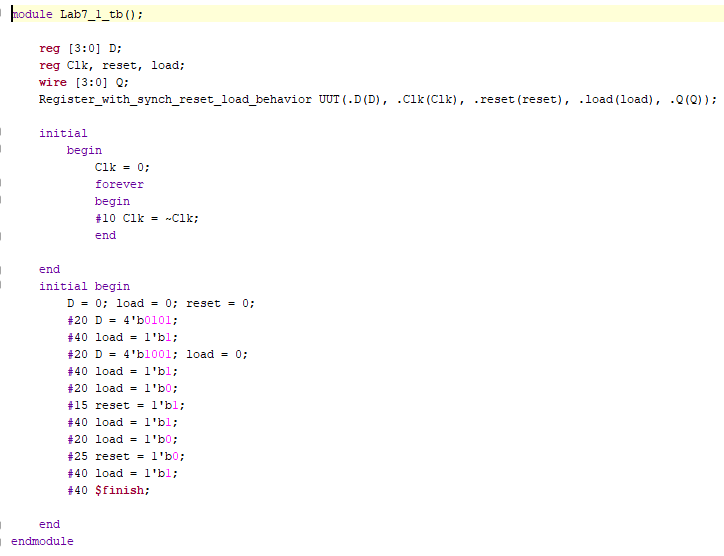 module Lab7_1_tb();
reg [3:0] D;
reg Clk, reset, load;
wire [3:0] Q;
Register_with_synch_reset_load_behavior UUT(.D(D), .Clk(Clk), .reset(reset), .load(load), .Q(Q));
initial
begin
Clk = 0;
forever
begin
#10 Clk = ~Clk;
end
end
initial begin
D = 0; load = 0; reset = 0;
#20 D = 4'b0101;
#40 load = 1'b1;
#20 D = 4'b1001; load = 0;
#40 load = 1'b1;
#20 load = 1'b0;
#15 reset = 1'b1;
#40 load = 1'b1;
#20 load = 1'b0;
#25 reset = 1'b0;
#40 load = 1'b1;
#40 $finish;
end
endmodule